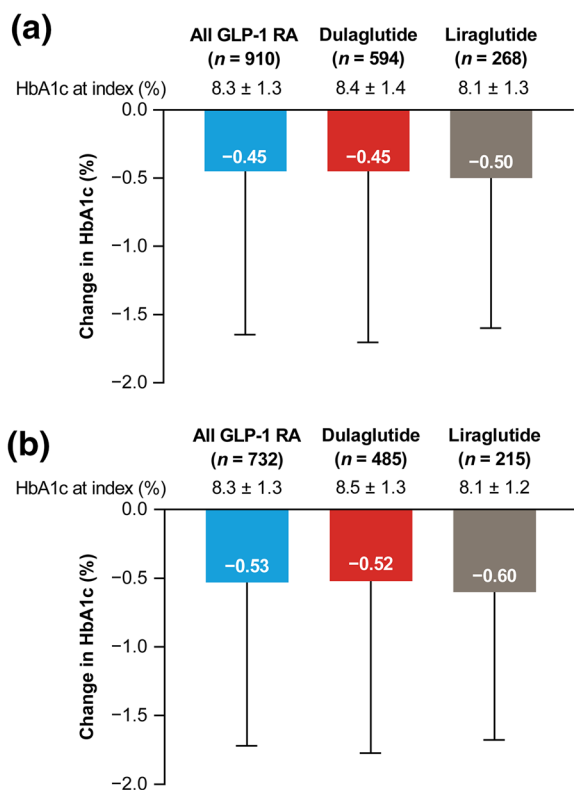 (a)
All GLP-1 RA Dulaglutide Liraglutide
(n = 910) (n = 594) (n = 268)
HbA1c at index (%) 8.3 ± 1.3 8.4 ± 1.4 8.1 ± 1.3
0.0
−0.45 −0.45 −0.50
−0.5
−1.0
−1.5
−2.0
Change in HbA1c (%)
(b)
All GLP-1 RA Dulaglutide Liraglutide
(n = 732) (n = 485) (n = 215)
HbA1c at index (%) 8.3 ± 1.3 8.5 ± 1.3 8.1 ± 1.2
0.0
−0.53 −0.52 −0.60
−0.5
−1.0
−1.5
−2.0
Change in HbA1c (%)